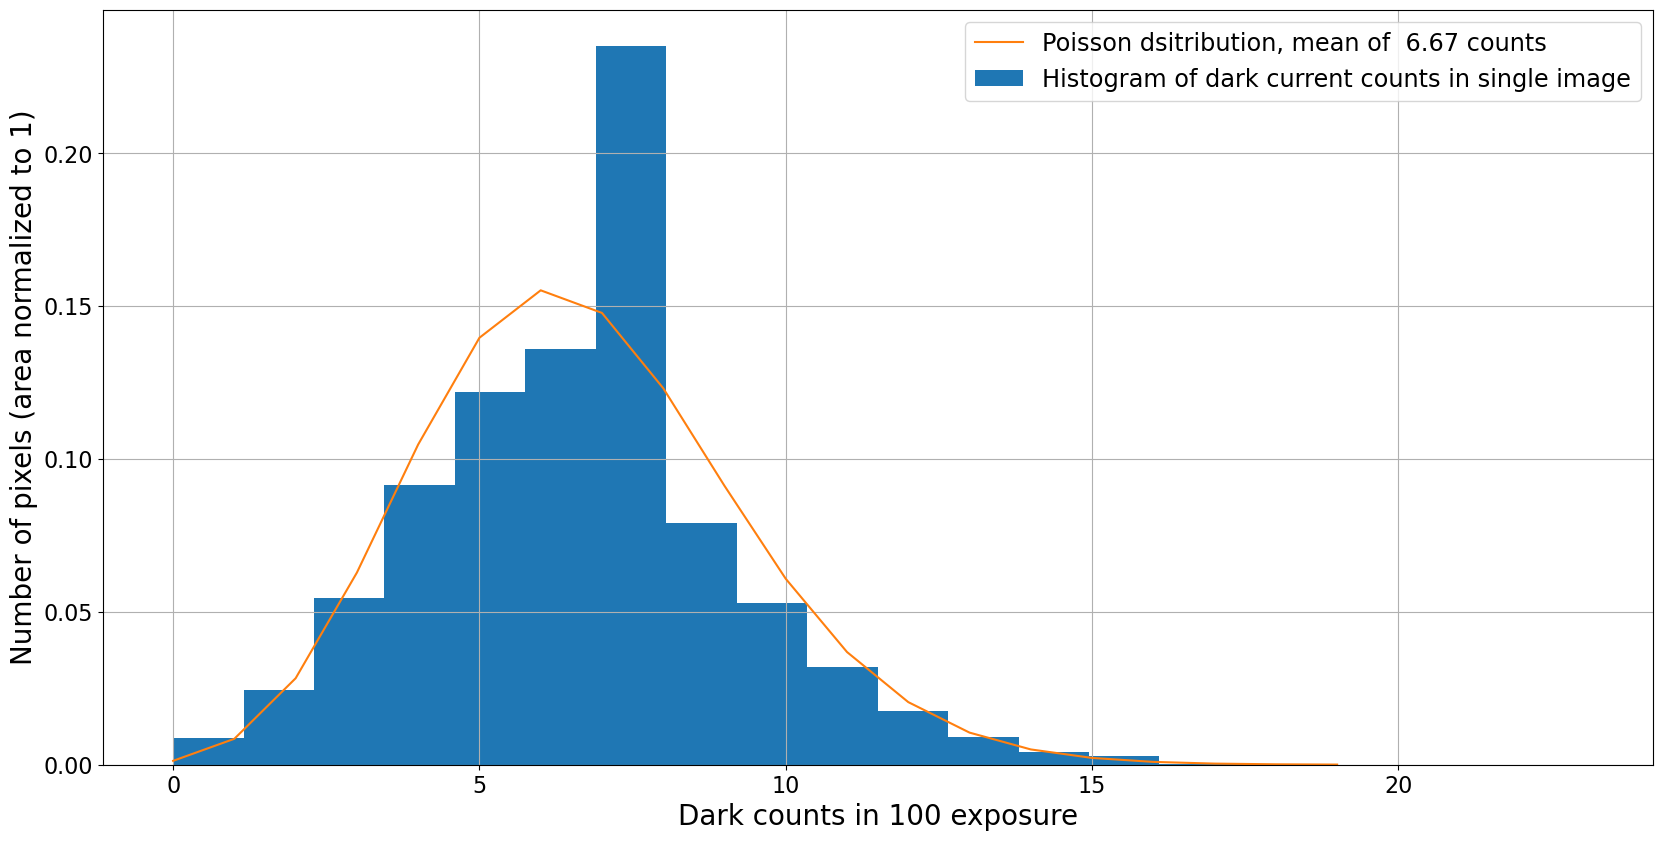 Poisson dsitribution, mean of  6.67 counts
Histogram of dark current counts in single image
Number of pixels (area normalized to 1)
0.20
0.15
0.10
0.05
0.00
0 5 10 15 20
Dark counts in 100 exposure